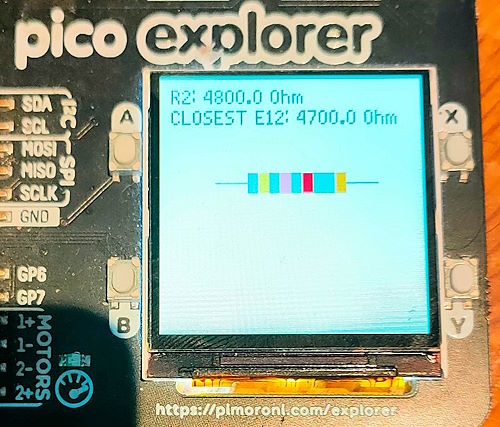 pico explorer
R2: 4800.0 Ohm
CLOSEST E12: 4700.0 Ohm
SDA
SCL
MOSI
MISO
SCLK
GND
I²C
SPI
A
X
GP6
GP7
B
Y
1+
1-
2-
2+
MOTORS
https://pimoroni.com/explorer